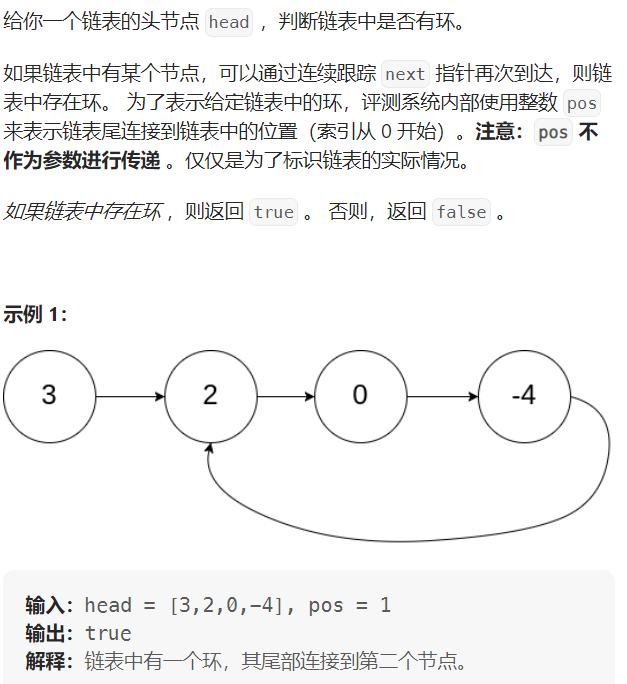 给你一个链表的头节点 head ，判断链表中是否有环。
如果链表中有某个节点，可以通过连续跟踪 next 指针再次到达，则链
表中存在环。 为了表示给定链表中的环，评测系统内部使用整数 pos
来表示链表尾连接到链表中的位置（索引从 0 开始）。注意：pos 不
作为参数进行传递 。仅仅是为了标识链表的实际情况。
如果链表中存在环 ，则返回 true 。 否则，返回 false 。
示例 1：
3 2 0 -4
输入：head = [3,2,0,-4], pos = 1
输出：true
解释：链表中有一个环，其尾部连接到第二个节点。